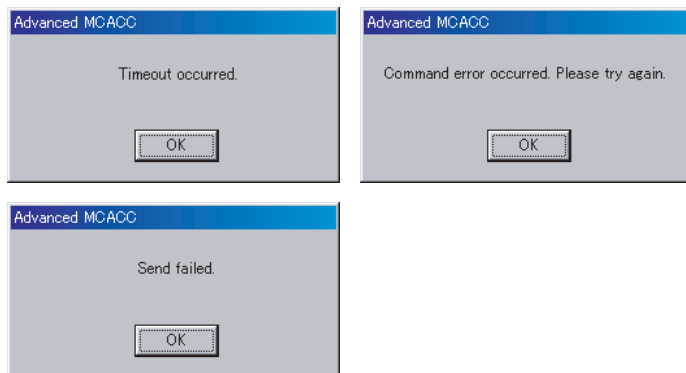 Advanced MCACC
Timeout occurred.
OK
Advanced MCACC
Command error occurred. Please try again.
OK
Advanced MCACC
Send failed.
OK